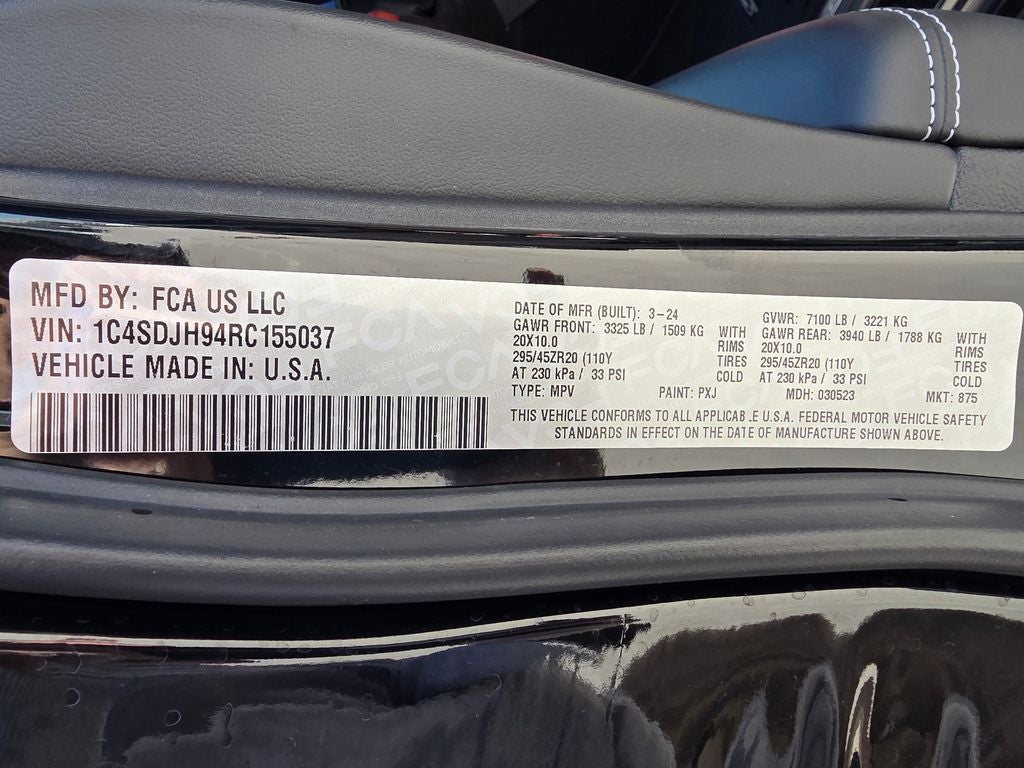 MFD BY: FCA US LLC
VIN: 1C4SDJH94RC155037
VEHICLE MADE IN: U.S.A.
DATE OF MFR (BUILT): 3-24
GAWR FRONT: 3325 LB / 1509 KG WITH
20X10.0 RIMS
295/45ZR20 (110Y TIRES
AT 230 kPa / 33 PSI COLD
TYPE: MPV
GVWR: 7100 LB / 3221 KG
GAWR REAR: 3940 LB / 1788 KG WITH
20X10.0 RIMS
295/45ZR20 (110Y TIRES
AT 230 kPa / 33 PSI COLD
PAINT: PXJ MDH: 030523 MKT: 875
THIS VEHICLE CONFORMS TO ALL APPLICAB .E U.S.A. FEDERAL MOTOR VEHICLE SAFETY
STANDARDS IN EFFECT ON THE DATE OF MANUFACTURE SHOWN ABOVE.